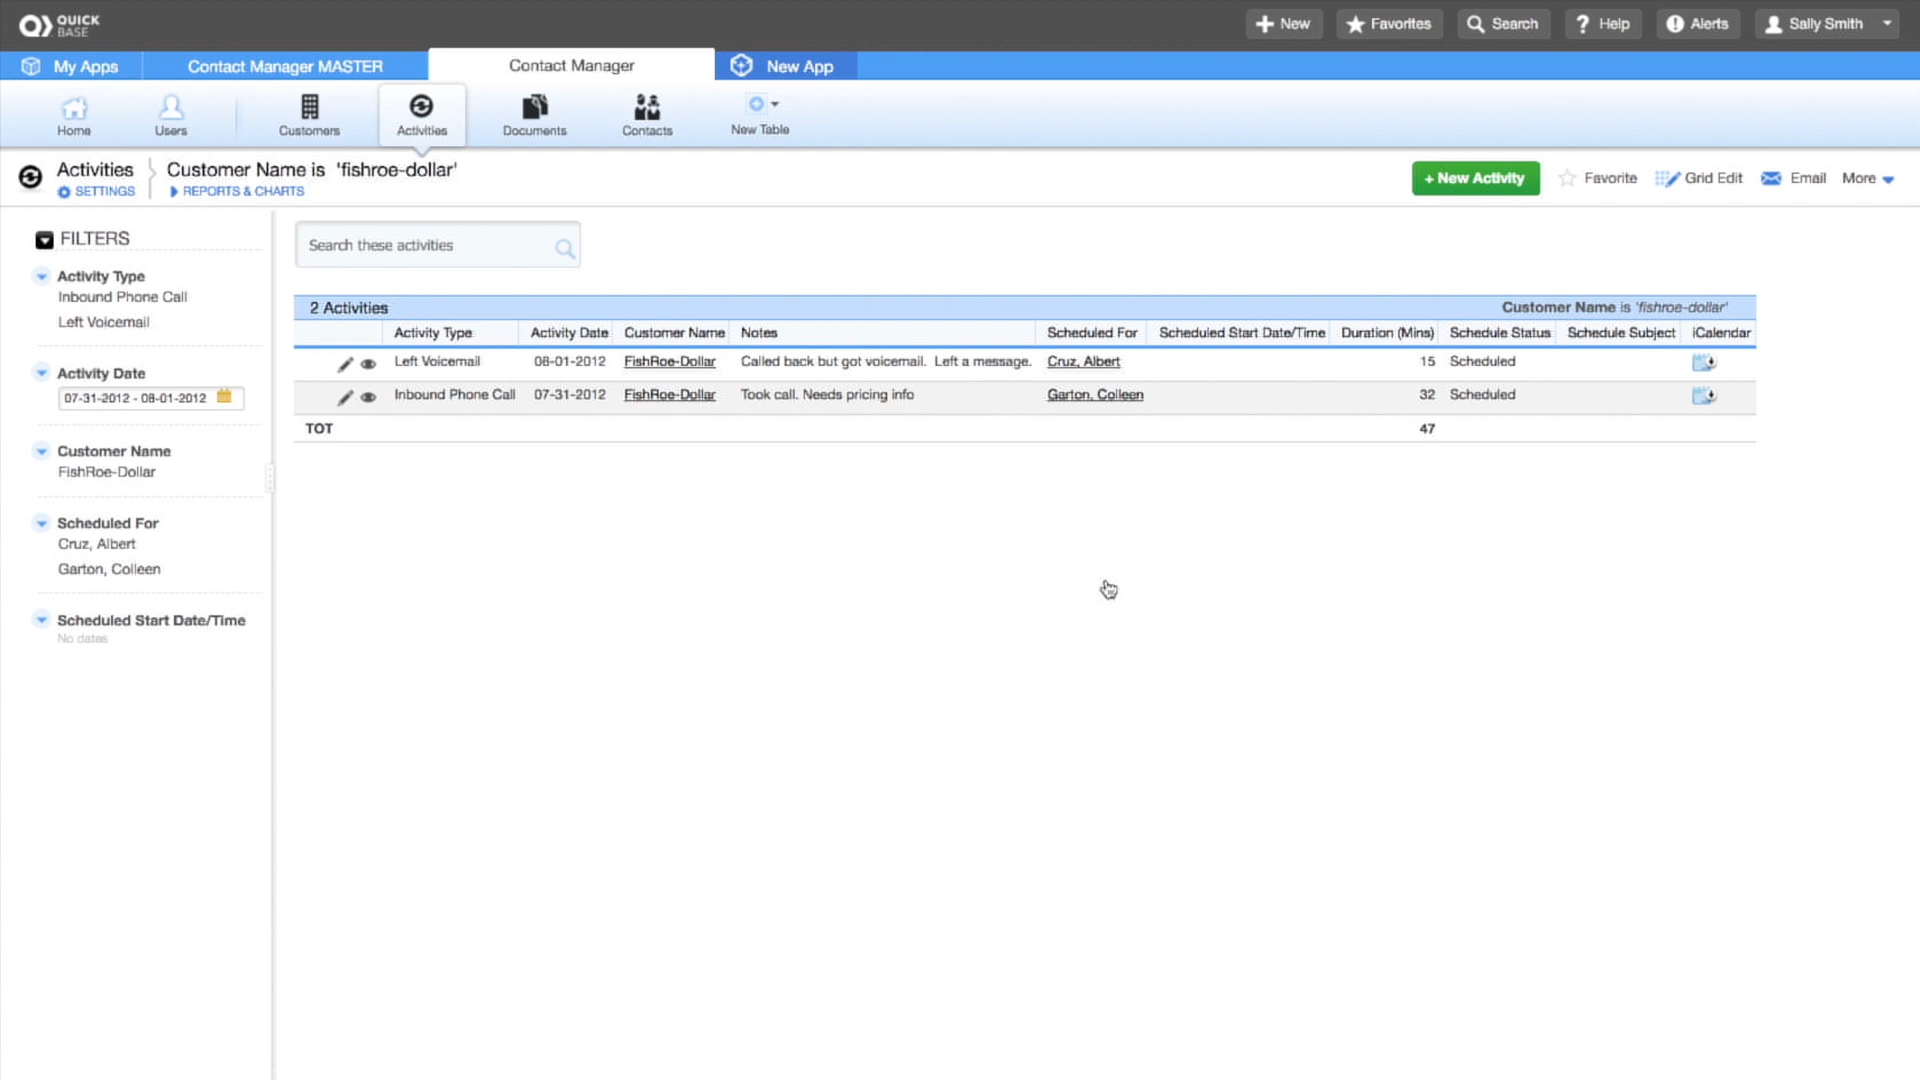 QUICK BASE
New
Favorites
Search
? Help
Alerts
Sally Smith
My Apps
Contact Manager MASTER
Contact Manager
New App
Home
Users
Customers
Activities
Documents
Contacts
New Table
Activities
Customer Name is 'fishroe-dollar'
SETTINGS
REPORTS & CHARTS
+ New Activity
Favorite
Grid Edit
Email
More
FILTERS
Activity Type
Inbound Phone Call
Left Voicemail
Activity Date
07-31-2012 - 08-01-2012
Customer Name
FishRoe-Dollar
Scheduled For
Cruz, Albert
Garton, Colleen
Scheduled Start Date/Time
No dates
Search these activities
2 Activities Customer Name is 'fishroe-dollar'
Activity Type Activity Date Customer Name Notes Scheduled For Scheduled Start Date/Time Duration (Mins) Schedule Status Schedule Subject iCalendar
Left Voicemail 08-01-2012 FishRoe-Dollar Called back but got voicemail. Left a message. Cruz, Albert 15 Scheduled
Inbound Phone Call 07-31-2012 FishRoe-Dollar Took call. Needs pricing info Garton, Colleen 32 Scheduled
TOT 47